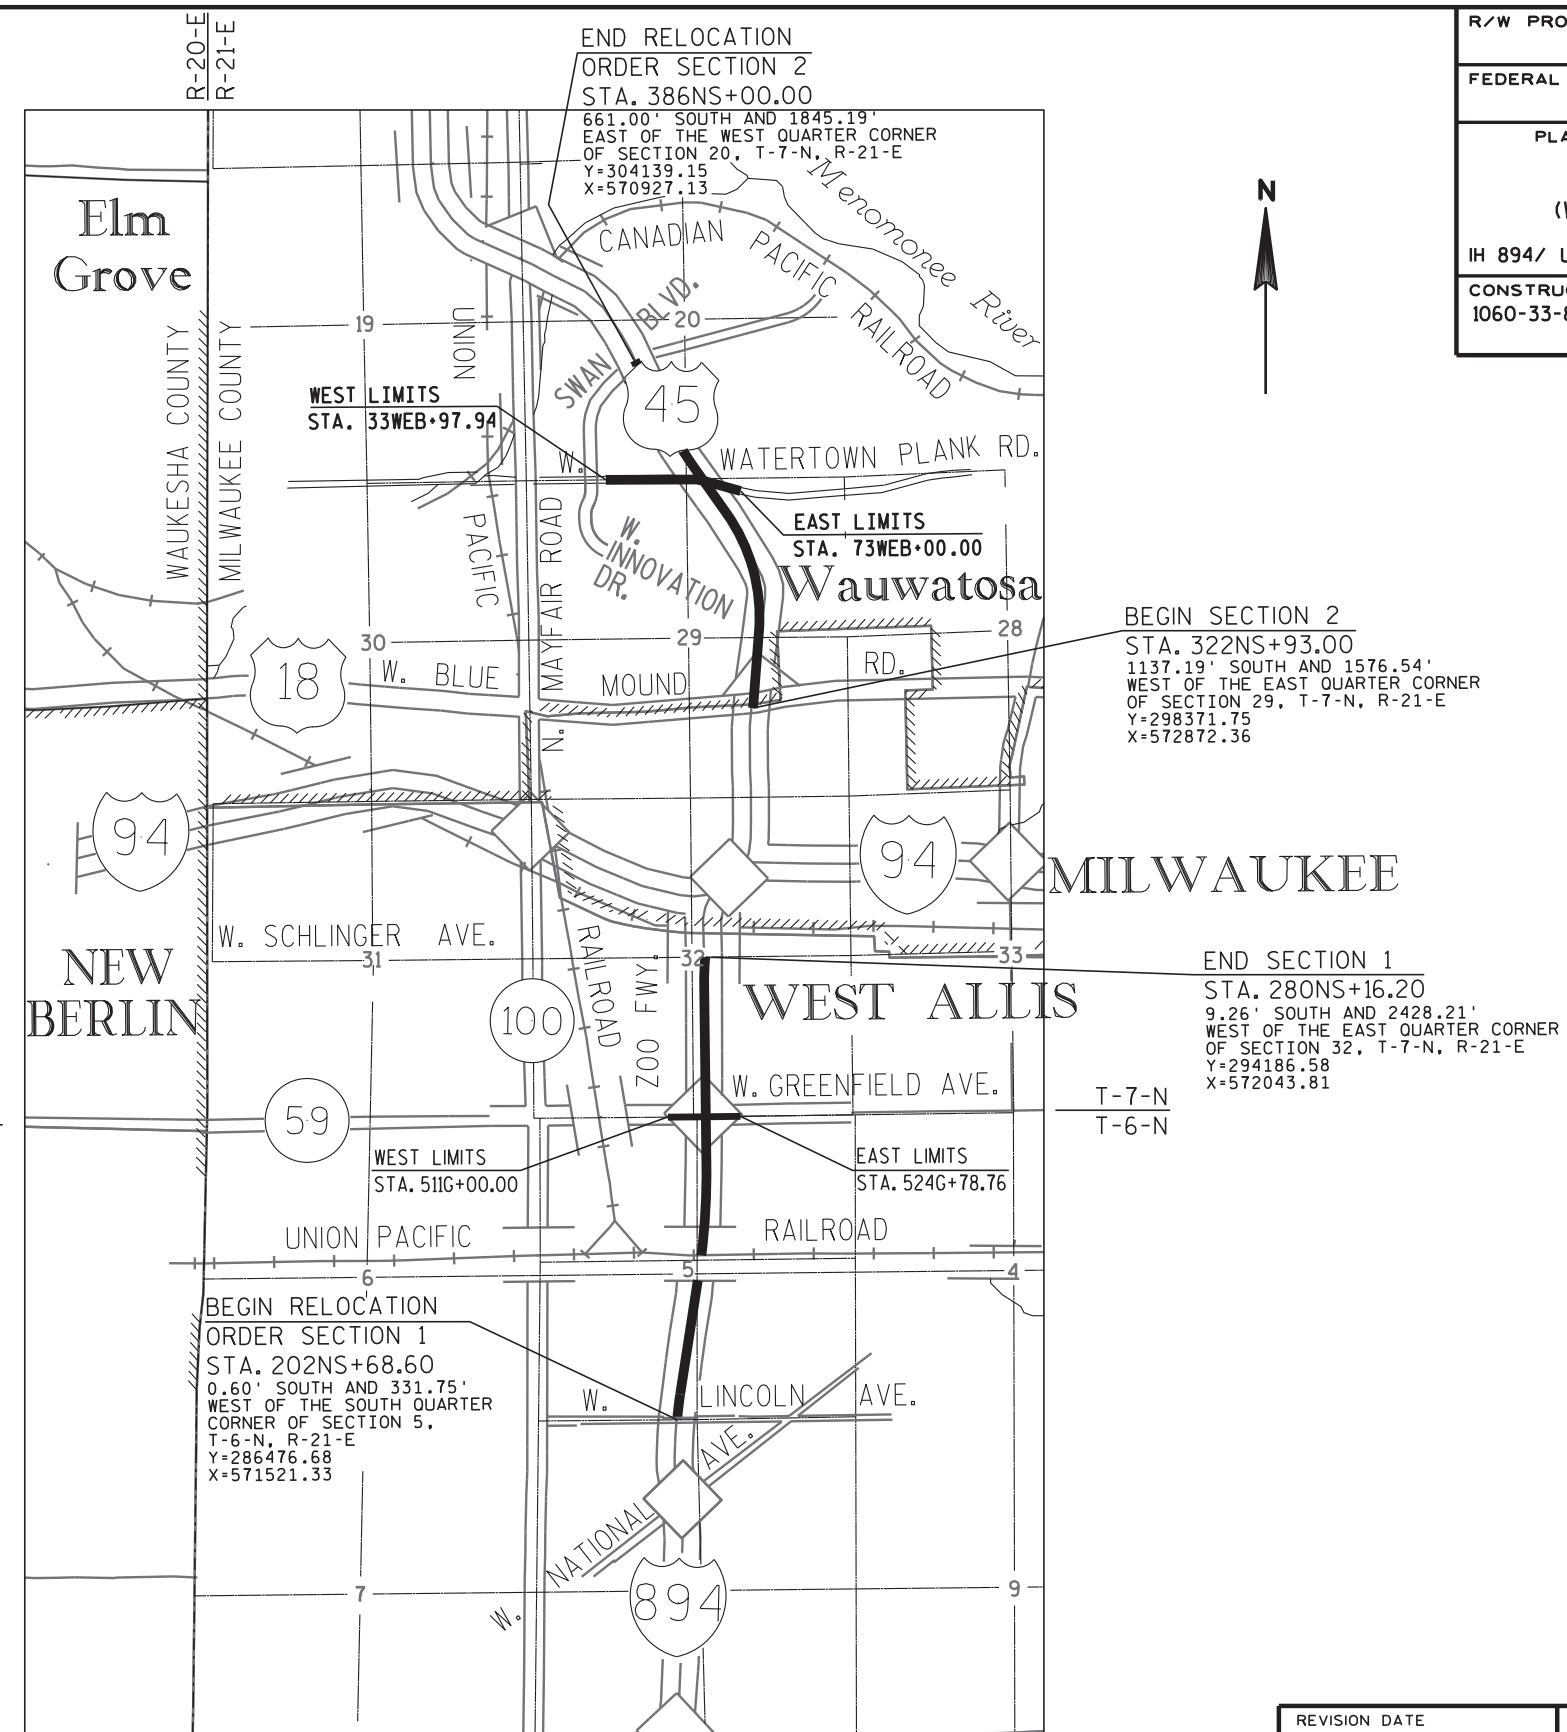 R-20-E
R-21-E
END RELOCATION
ORDER SECTION 2
STA. 386NS+00.00
661.00' SOUTH AND 1845.19'
EAST OF THE WEST QUARTER CORNER
OF SECTION 20, T-7-N, R-21-E
Y=304139.15
X=570927.13
R/W PRO
FEDERAL
PLA
(W
IH 894/ U
CONSTRUC
1060-33-8
N
Elm
Grove
Menomonee River
CANADIAN PACIFIC RAILROAD
WAUKESHA COUNTY
MILWAUKEE COUNTY
19
UNION
SWAN BLVD.
20
WEST LIMITS
STA. 33WEB+97.94
45
W. WATERTOWN PLANK RD.
PACIFIC
N. MAYFAIR ROAD
W.
INNOVATION
DR.
EAST LIMITS
STA. 73WEB+00.00
Wauwatosa
BEGIN SECTION 2
STA. 322NS+93.00
1137.19' SOUTH AND 1576.54'
WEST OF THE EAST QUARTER CORNER
OF SECTION 29, T-7-N, R-21-E
Y=298371.75
X=572872.36
30
29
28
18
W. BLUE MOUND RD.
94
94
MILWAUKEE
W. SCHLINGER AVE.
31
32
33
NEW
BERLIN
RAILROAD
ZOO FWY.
100
WEST ALLIS
END SECTION 1
STA. 280NS+16.20
9.26' SOUTH AND 2428.21'
WEST OF THE EAST QUARTER CORNER
OF SECTION 32, T-7-N, R-21-E
Y=294186.58
X=572043.81
W. GREENFIELD AVE.
T-7-N
T-6-N
59
WEST LIMITS
STA. 511G+00.00
EAST LIMITS
STA. 524G+78.76
UNION PACIFIC RAILROAD
6
5
4
BEGIN RELOCATION
ORDER SECTION 1
STA. 202NS+68.60
0.60' SOUTH AND 331.75'
WEST OF THE SOUTH QUARTER
CORNER OF SECTION 5,
T-6-N, R-21-E
Y=286476.68
X=571521.33
W. LINCOLN AVE.
W. NATIONAL AVE.
7
894
9
REVISION DATE